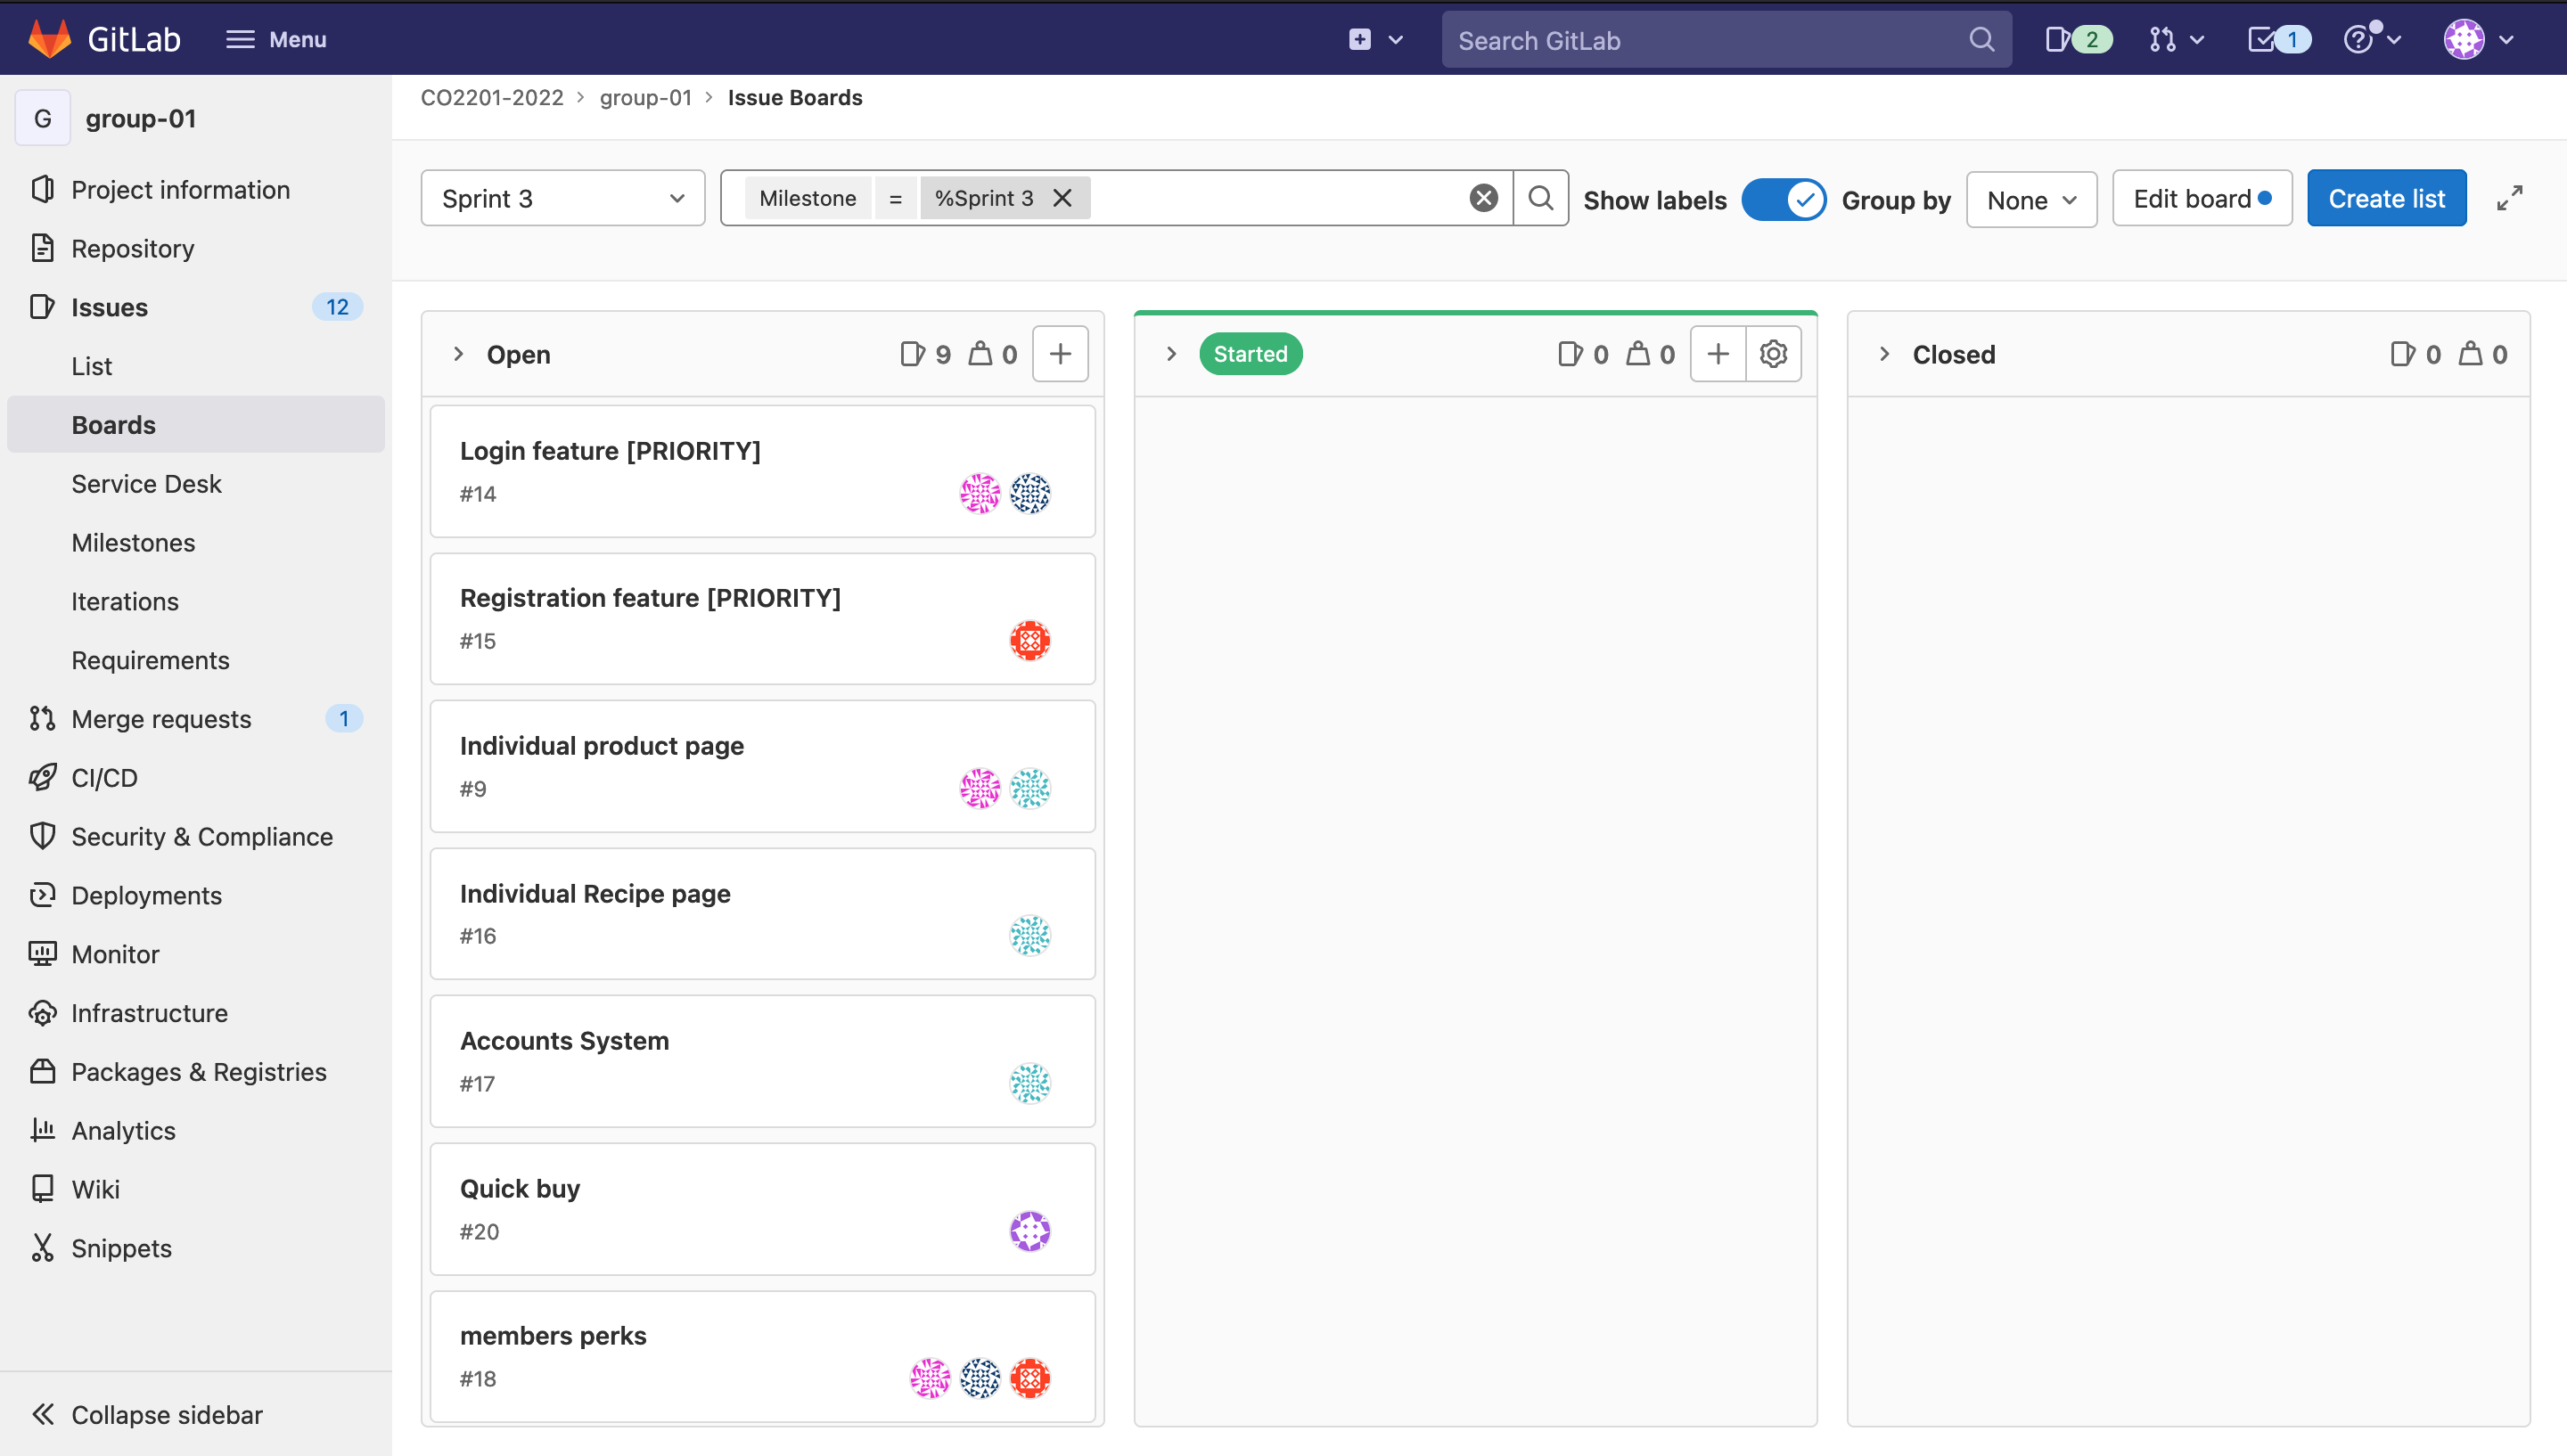 GitLab
Menu
Search GitLab
2
1
G
group-01
Project information
Repository
Issues
12
List
Boards
Service Desk
Milestones
Iterations
Requirements
Merge requests
1
CI/CD
Security & Compliance
Deployments
Monitor
Infrastructure
Packages & Registries
Analytics
Wiki
Snippets
Collapse sidebar
CO2201-2022 > group-01 > Issue Boards
Sprint 3
Milestone = %Sprint 3
Show labels
Group by
None
Edit board
Create list
Open
9
0
Login feature [PRIORITY]
#14
Registration feature [PRIORITY]
#15
Individual product page
#9
Individual Recipe page
#16
Accounts System
#17
Quick buy
#20
members perks
#18
Started
0
0
Closed
0
0